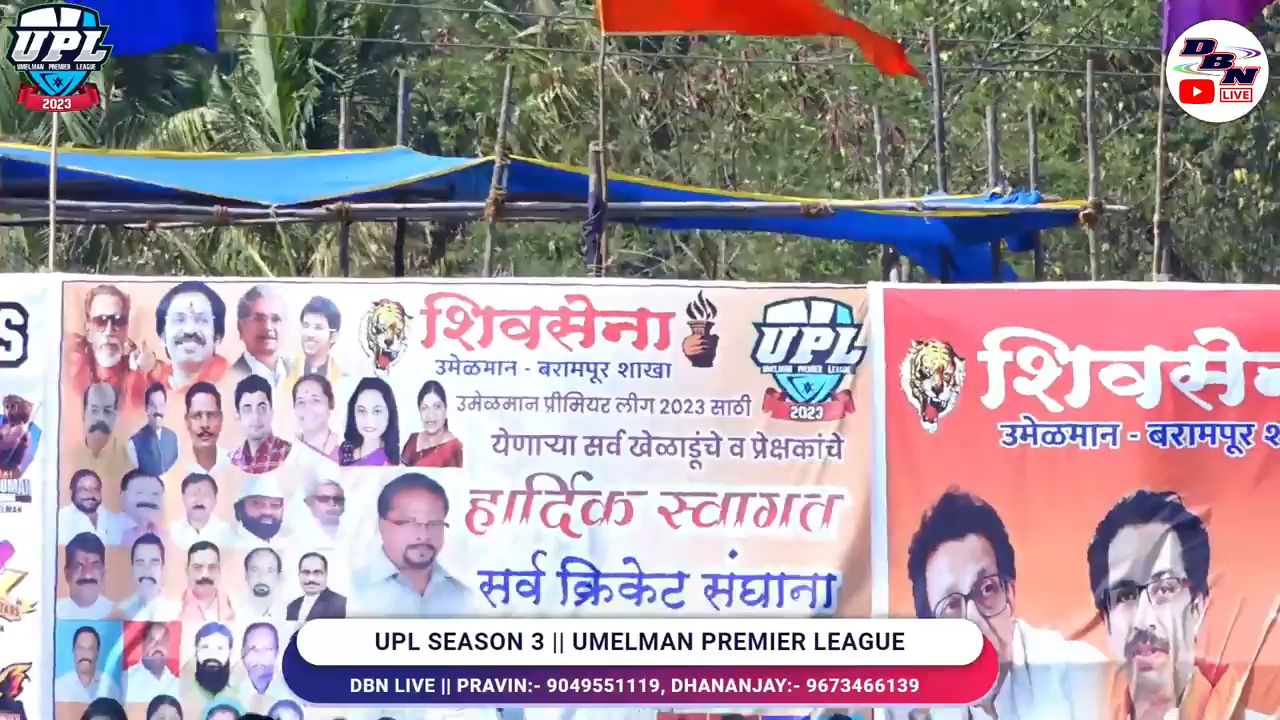 UPL
UMELMAN PREMIER LEAGUE
2023
DBN
LIVE
S
शिवसेना
उमेळमान - बरामपूर शाखा
UPL
UMELMAN PREMIER LEAGUE
2023
उमेळमान प्रीमियर लीग 2023 साठी
येणाऱ्या सर्व खेळाडूंचे व प्रेक्षकांचे
हार्दिक स्वागत
सर्व क्रिकेट संघाना
शिवसेना
उमेळमान - बरामपूर
UPL SEASON 3 || UMELMAN PREMIER LEAGUE
DBN LIVE || PRAVIN:- 9049551119, DHANANJAY:- 9673466139